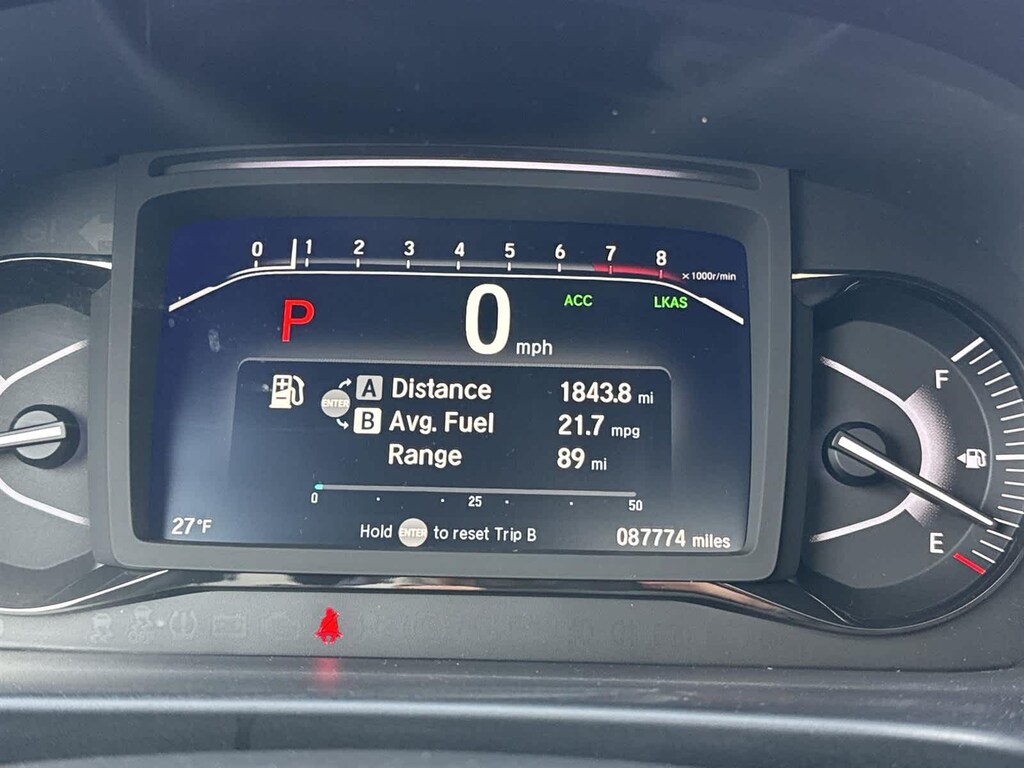 0 1 2 3 4 5 6 7 8 x1000r/min
ACC LKAS
P 0 mph
A Distance 1843.8 mi
ENTER
B Avg. Fuel 21.7 mpg
Range 89 mi
0 25 50
27°F Hold ENTER to reset Trip B 087774 miles
F
E